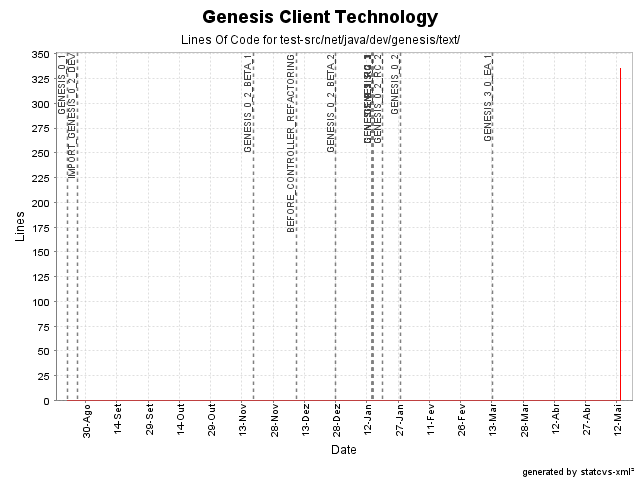 Genesis Client Technology
Lines Of Code for test-src/net/java/dev/genesis/text/
Lines
350
325
300
275
250
225
200
175
150
125
100
75
50
25
0
GENESIS_0_1
IMPORT_GENESIS_0_2_DEV
GENESIS_0_2_BETA_1
BEFORE_CONTROLLER_REFACTORING
GENESIS_0_2_BETA_2
GENESIS_0_2_RC_2
GENESIS_0_2
GENESIS_3_0_EA_1
30-Ago
14-Set
29-Set
14-Out
29-Out
13-Nov
28-Nov
13-Dez
28-Dez
12-Jan
27-Jan
11-Fev
26-Fev
13-Mar
28-Mar
12-Abr
27-Abr
12-Mai
Date
generated by statcvs-xml²